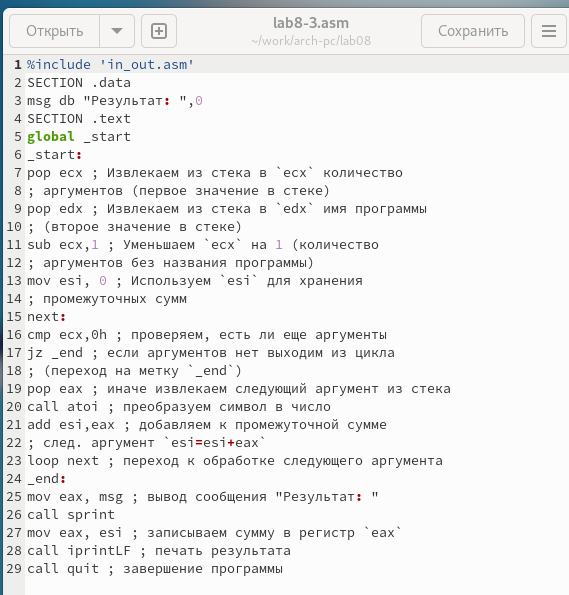 Открыть
lab8-3.asm
~/work/arch-pc/lab08
Сохранить
1 %include 'in_out.asm'
2 SECTION .data
3 msg db "Результат: ",0
4 SECTION .text
5 global _start
6 _start:
7 pop ecx ; Извлекаем из стека в `ecx` количество
8 ; аргументов (первое значение в стеке)
9 pop edx ; Извлекаем из стека в `edx` имя программы
10 ; (второе значение в стеке)
11 sub ecx,1 ; Уменьшаем `ecx` на 1 (количество
12 ; аргументов без названия программы)
13 mov esi, 0 ; Используем `esi` для хранения
14 ; промежуточных сумм
15 next:
16 cmp ecx,0h ; проверяем, есть ли еще аргументы
17 jz _end ; если аргументов нет выходим из цикла
18 ; (переход на метку `_end`)
19 pop eax ; иначе извлекаем следующий аргумент из стека
20 call atoi ; преобразуем символ в число
21 add esi,eax ; добавляем к промежуточной сумме
22 ; след. аргумент `esi=esi+eax`
23 loop next ; переход к обработке следующего аргумента
24 _end:
25 mov eax, msg ; вывод сообщения "Результат: "
26 call sprint
27 mov eax, esi ; записываем сумму в регистр `eax`
28 call iprintLF ; печать результата
29 call quit ; завершение программы